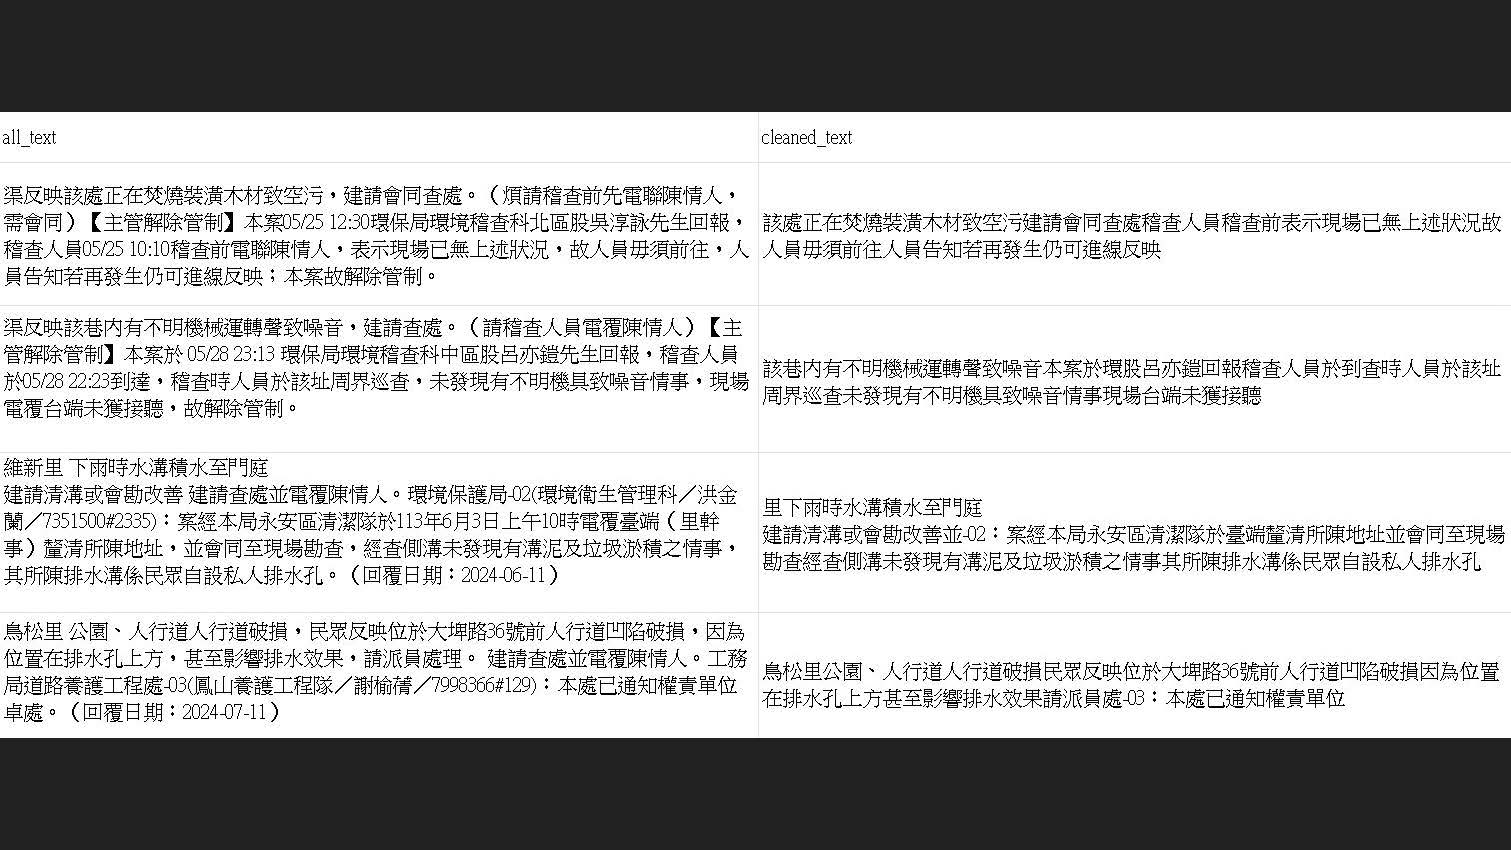 all_text
cleaned_text
渠反映該處正在焚燒裝潢木材致空污，建請會同查處。（煩請稽查前先電聯陳情人，
需會同）【主管解除管制】本案05/25 12:30環保局環境稽查科北區股吳淳詠先生回報，
稽查人員05/25 10:10稽查前電聯陳情人，表示現場已無上述狀況，故人員毋須前往，人
員告知若再發生仍可進線反映；本案故解除管制。
該處正在焚燒裝潢木材致空污建請會同查處稽查人員稽查前表示現場已無上述狀況故
人員毋須前往人員告知若再發生仍可進線反映
渠反映該巷內有不明機械運轉聲致噪音，建請查處。（請稽查人員電覆陳情人）【主
管解除管制】本案於 05/28 23:13 環保局環境稽查科中區股呂亦鎧先生回報，稽查人員
於05/28 22:23到達，稽查時人員於該址周界巡查，未發現有不明機具致噪音情事，現場
電覆台端未獲接聽，故解除管制。
該巷內有不明機械運轉聲致噪音本案於環股呂亦鎧回報稽查人員於到查時人員於該址
周界巡查未發現有不明機具致噪音情事現場台端未獲接聽
維新里 下雨時水溝積水至門庭
建請清溝或會勘改善 建請查處並電覆陳情人。環境保護局-02(環境衛生管理科／洪金
蘭／7351500#2335)：案經本局永安區清潔隊於113年6月3日上午10時電覆臺端（里幹
事）釐清所陳地址，並會同至現場勘查，經查側溝未發現有溝泥及垃圾淤積之情事，
其所陳排水溝係民眾自設私人排水孔。（回覆日期：2024-06-11）
里下雨時水溝積水至門庭
建請清溝或會勘改善並-02：案經本局永安區清潔隊於臺端釐清所陳地址並會同至現場
勘查經查側溝未發現有溝泥及垃圾淤積之情事其所陳排水溝係民眾自設私人排水孔
鳥松里 公園、人行道人行道破損，民眾反映位於大埤路36號前人行道凹陷破損，因為
位置在排水孔上方，甚至影響排水效果，請派員處理。 建請查處並電覆陳情人。工務
局道路養護工程處-03(鳳山養護工程隊／謝榆蒨／7998366#129)：本處已通知權責單位
卓處。（回覆日期：2024-07-11）
鳥松里公園、人行道人行道破損民眾反映位於大埤路36號前人行道凹陷破損因為位置
在排水孔上方甚至影響排水效果請派員處-03：本處已通知權責單位